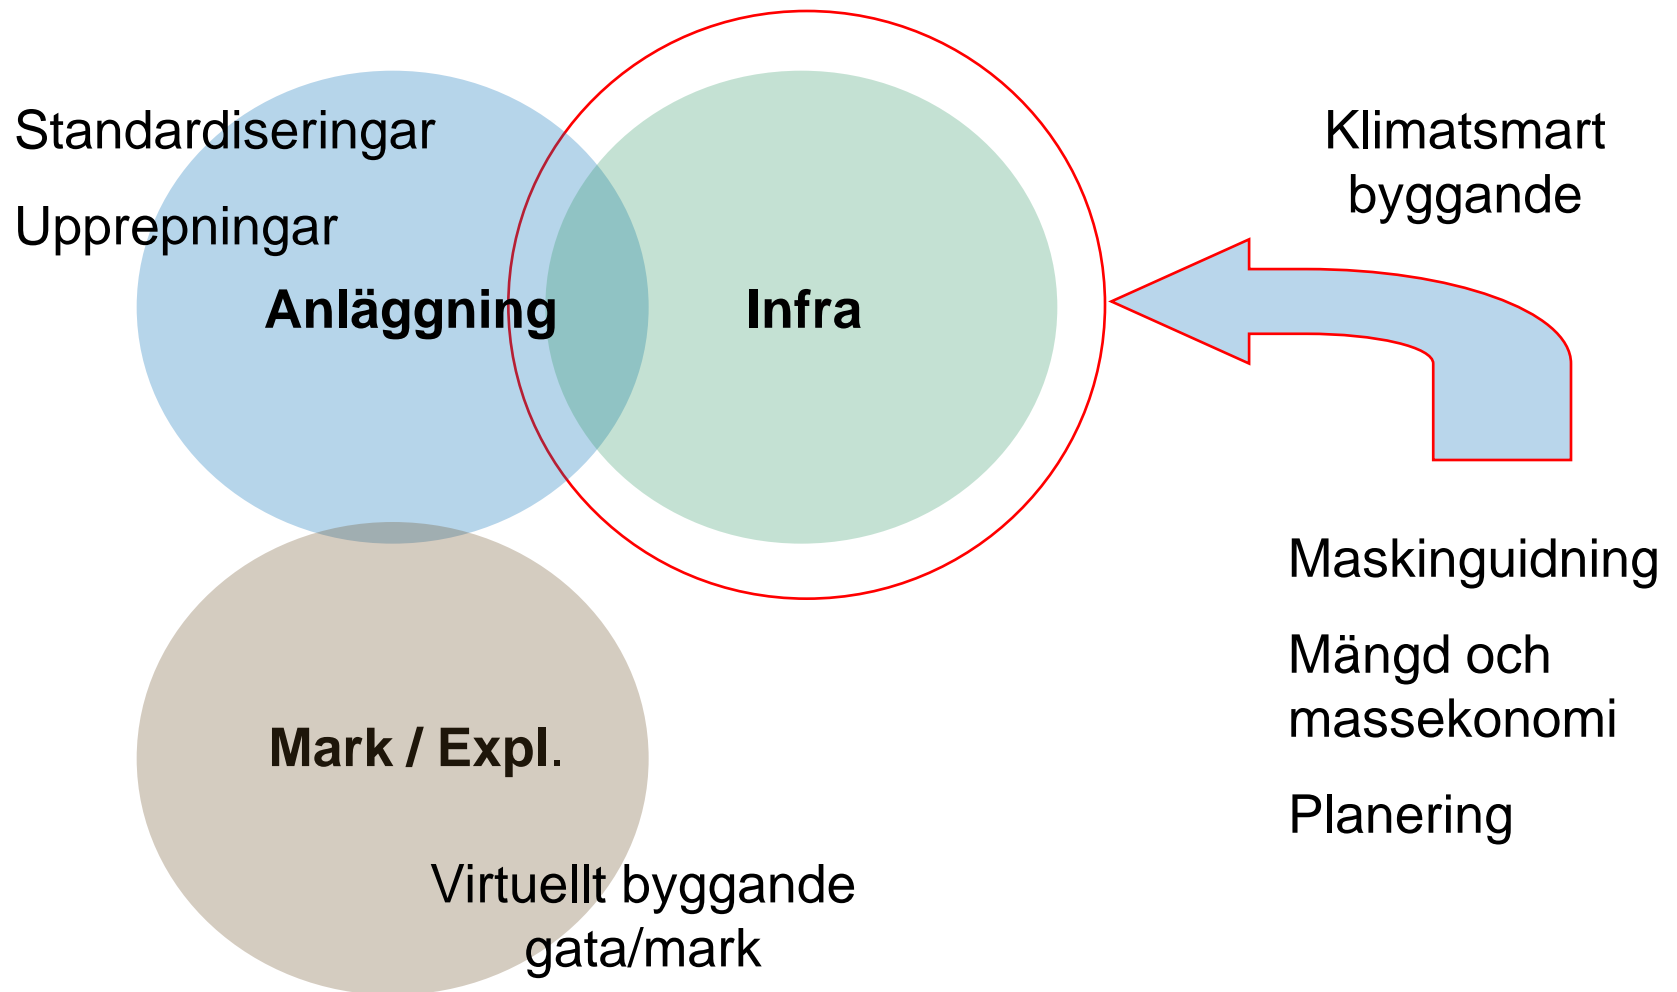 Standardiseringar
Upprepningar
Anläggning
Infra
Klimatsmart
byggande
Maskinguidning
Mängd och
massekonomi
Planering
Mark / Expl.
Virtuellt byggande
gata/mark